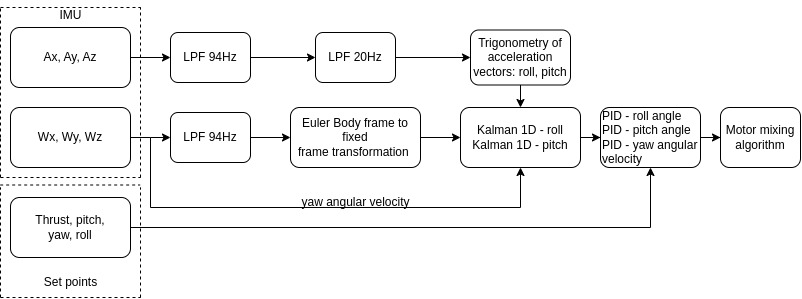 IMU
Ax, Ay, Az
LPF 94Hz
LPF 20Hz
Trigonometry of
acceleration
vectors: roll, pitch
Wx, Wy, Wz
LPF 94Hz
Euler Body frame to
fixed
frame transformation
Kalman 1D - roll
Kalman 1D - pitch
PID - roll angle
PID - pitch angle
PID - yaw angular
velocity
Motor mixing
algorithm
yaw angular velocity
Thrust, pitch,
yaw, roll
Set points